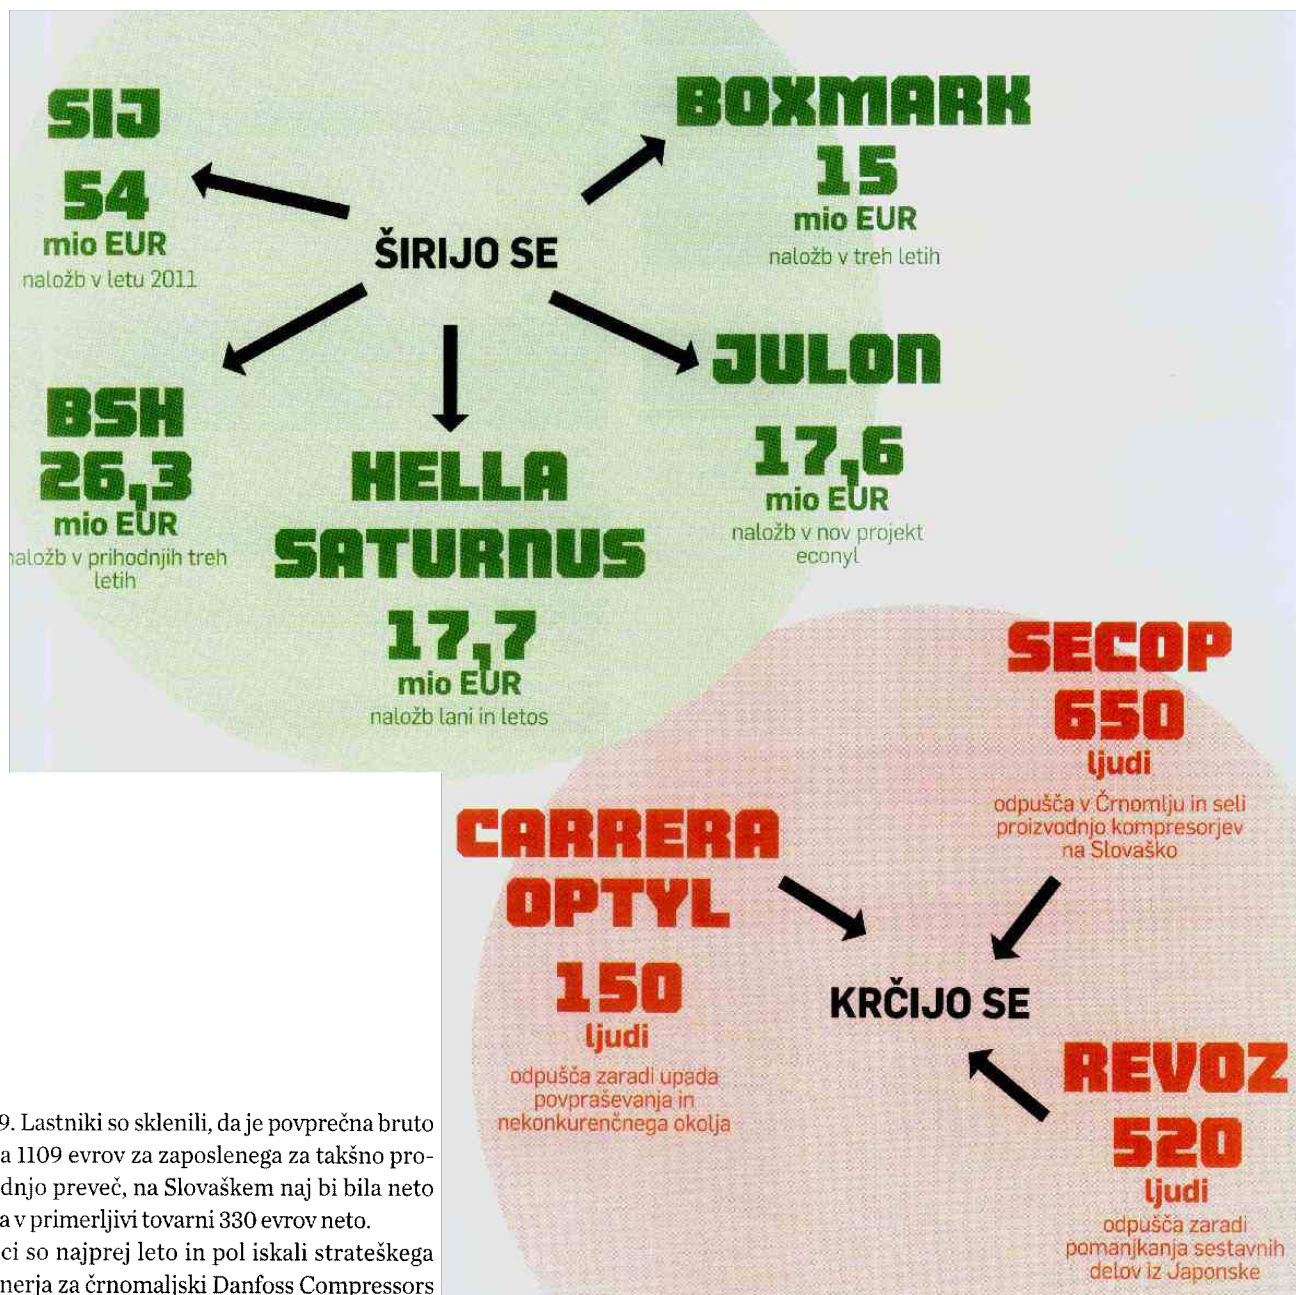 SIJ
54
mio EUR
naložb v letu 2011
BOXMARK
15
mio EUR
naložb v treh letih
ŠIRIJO SE
BSH
26,3
mio EUR
naložb v prihodnjih treh
letih
HELLA
SATURNUS
17,7
mio EUR
naložb lani in letos
JULON
17,6
mio EUR
naložb v nov projekt
econyl
SECOP
650
ljudi
odpušča v Črnomlju in seli
proizvodnjo kompresorjev
na Slovaško
CARRERA
OPTYL
150
ljudi
odpušča zaradi upada
povpraševanja in
nekonkurenčnega okolja
KRČIJO SE
REVOZ
520
ljudi
odpušča zaradi
pomanjkanja sestavnih
delov iz Japonske
9. Lastniki so sklenili, da je povprečna bruto
a 1109 evrov za zaposlenega za takšno pro-
dnjo preveč, na Slovaškem naj bi bila neto
a v primerljivi tovarni 330 evrov neto.
ci so najprej leto in pol iskali strateškega
nerja za črnomaljski Danfoss Compressors